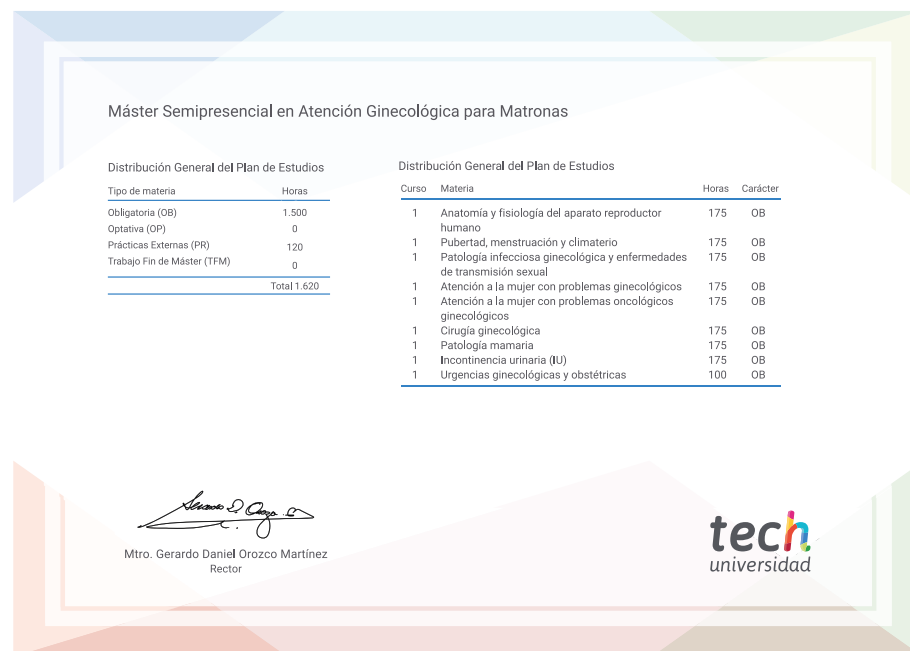 Máster Semipresencial en Atención Ginecológica para Matronas
Distribución General del Plan de Estudios
Tipo de materia Horas
Obligatoria (OB) 1.500
Optativa (OP) 0
Prácticas Externas (PR) 120
Trabajo Fin de Máster (TFM) 0
Total 1.620
Distribución General del Plan de Estudios
Curso Materia Horas Carácter
1 Anatomía y fisiología del aparato reproductor 175 OB
humano
1 Pubertad, menstruación y climaterio 175 OB
1 Patología infecciosa ginecológica y enfermedades 175 OB
de transmisión sexual
1 Atención a la mujer con problemas ginecológicos 175 OB
1 Atención a la mujer con problemas oncológicos 175 OB
ginecológicos
1 Cirugía ginecológica 175 OB
1 Patología mamaria 175 OB
1 Incontinencia urinaria (IU) 175 OB
1 Urgencias ginecológicas y obstétricas 100 OB
Mtro. Gerardo Daniel Orozco Martínez
Rector
tech
universidad